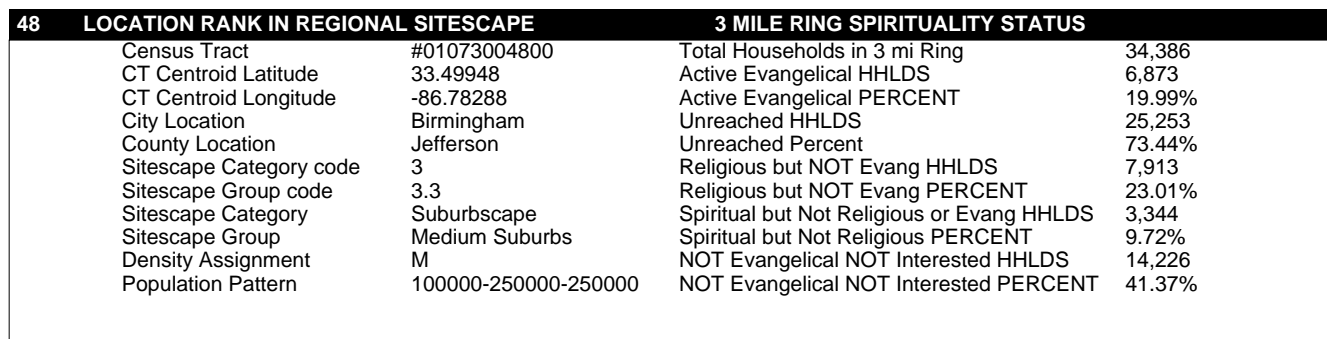 48 LOCATION RANK IN REGIONAL SITESCAPE 3 MILE RING SPIRITUALITY STATUS
Census Tract #01073004800 Total Households in 3 mi Ring 34,386
CT Centroid Latitude 33.49948 Active Evangelical HHLDS 6,873
CT Centroid Longitude -86.78288 Active Evangelical PERCENT 19.99%
City Location Birmingham Unreached HHLDS 25,253
County Location Jefferson Unreached Percent 73.44%
Sitescape Category code 3 Religious but NOT Evang HHLDS 7,913
Sitescape Group code 3.3 Religious but NOT Evang PERCENT 23.01%
Sitescape Category Suburbscape Spiritual but Not Religious or Evang HHLDS 3,344
Sitescape Group Medium Suburbs Spiritual but Not Religious PERCENT 9.72%
Density Assignment M NOT Evangelical NOT Interested HHLDS 14,226
Population Pattern 100000-250000-250000 NOT Evangelical NOT Interested PERCENT 41.37%